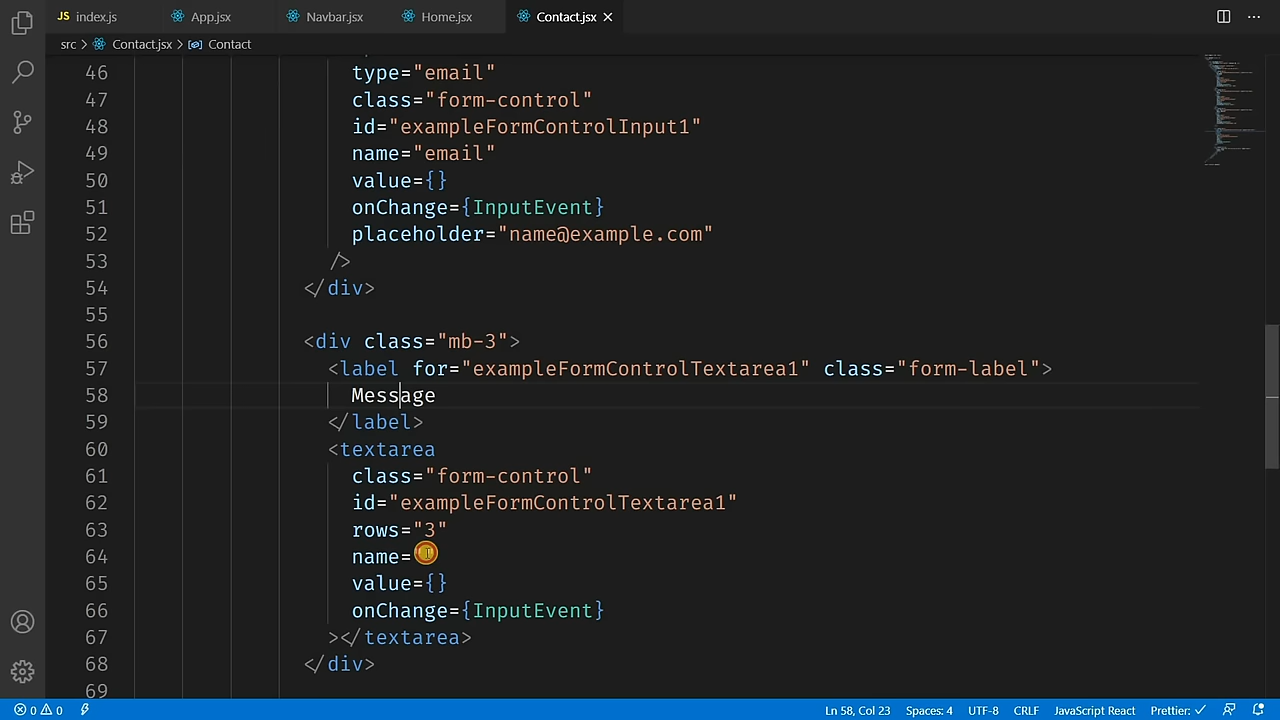 JS index.js App.jsx Navbar.jsx Home.jsx Contact.jsx
src > Contact.jsx > Contact
46 type="email"
47 class="form-control"
48 id="exampleFormControlInput1"
49 name="email"
50 value={}
51 onChange={InputEvent}
52 placeholder="name@example.com"
53 />
54 </div>
55
56 <div class="mb-3">
57 <label for="exampleFormControlTextarea1" class="form-label">
58 Message
59 </label>
60 <textarea
61 class="form-control"
62 id="exampleFormControlTextarea1"
63 rows="3"
64 name=
65 value={}
66 onChange={InputEvent}
67 ></textarea>
68 </div>
69
0 0 Ln 58, Col 23 Spaces: 4 UTF-8 CRLF JavaScript React Prettier: ✓